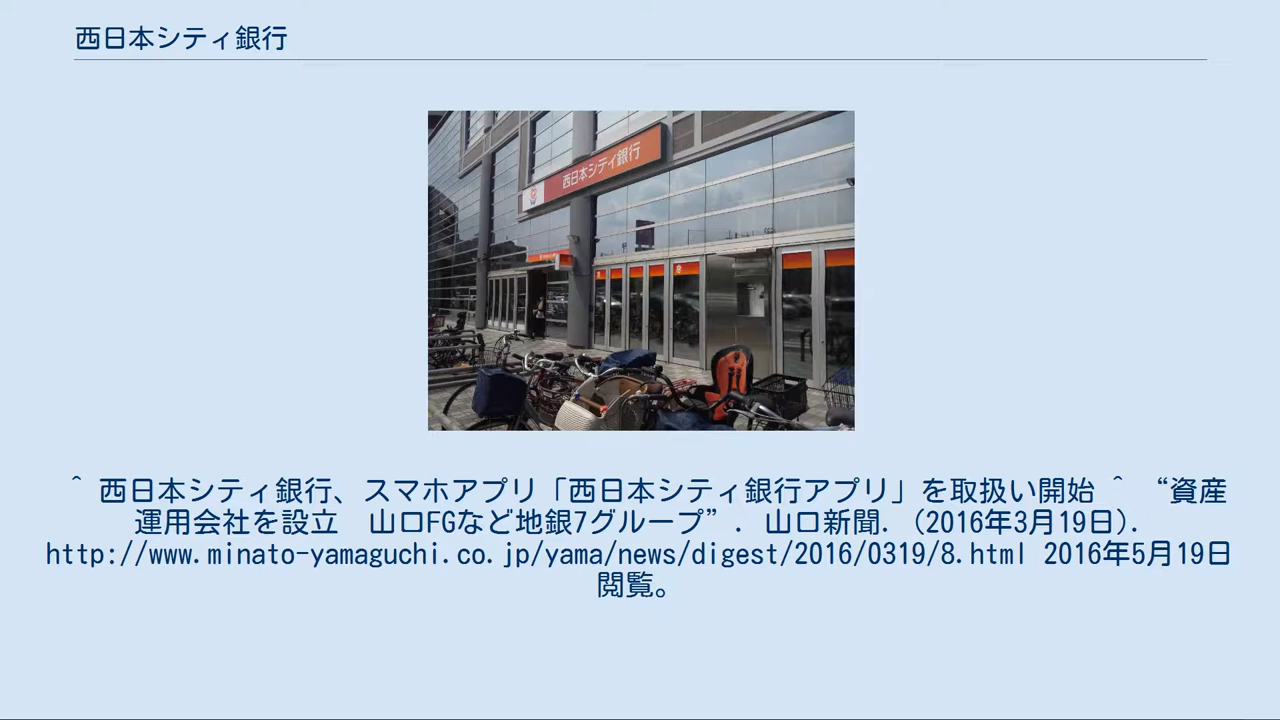 西日本シティ銀行
西日本シティ銀行
^ 西日本シティ銀行、スマホアプリ「西日本シティ銀行アプリ」を取扱い開始 ^ “資産
運用会社を設立　山口FGなど地銀7グループ”. 山口新聞. (2016年3月19日).
http://www.minato-yamaguchi.co.jp/yama/news/digest/2016/0319/8.html 2016年5月19日
閲覧。